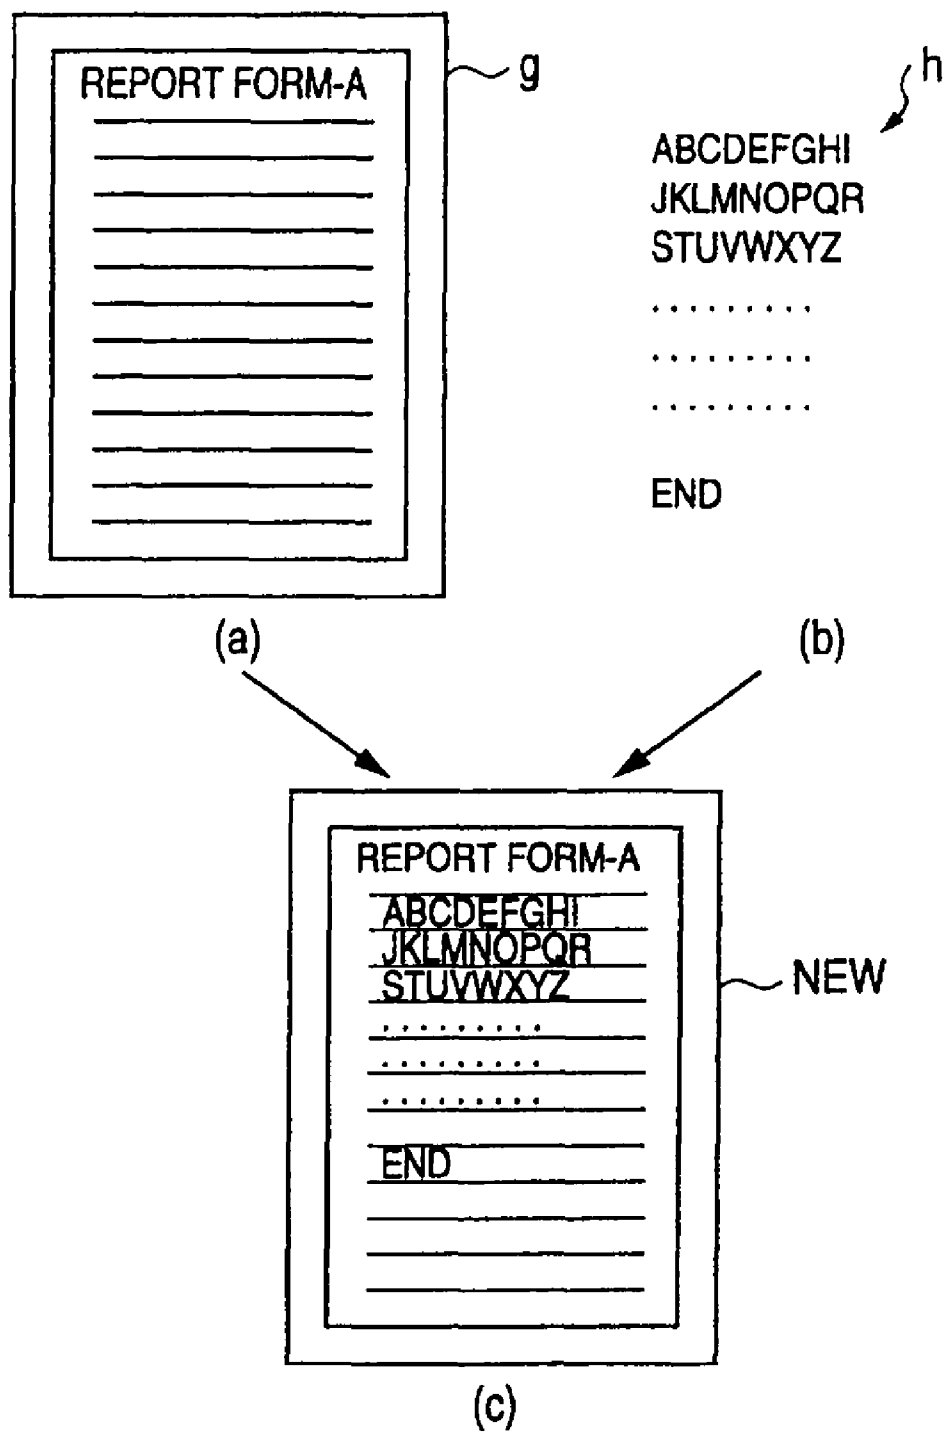 REPORT FORM-A
g
h
ABCDEFGHI
JKLMNOPQR
STUVWXYZ
. . . . . . . . .
. . . . . . . . .
. . . . . . . . .
END
(a)
(b)
REPORT FORM-A
ABCDEFGHI
JKLMNOPQR
STUVWXYZ
. . . . . . . . .
. . . . . . . . .
. . . . . . . . .
END
NEW
(c)